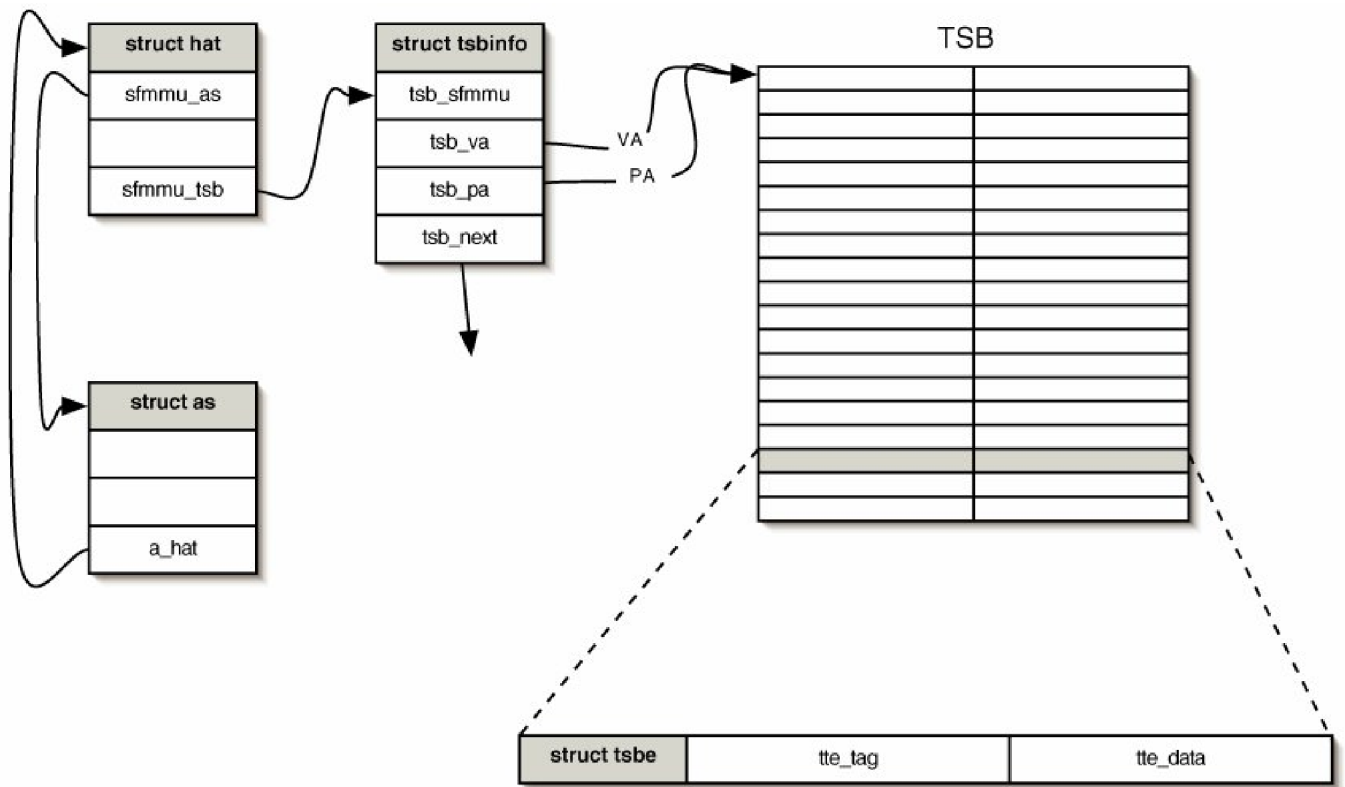 struct hat
sfmmu_as
sfmmu_tsb
struct tsbinfo
tsb_sfmmu
tsb_va
tsb_pa
tsb_next
VA
PA
TSB
struct as
a_hat
struct tsbe
tte_tag
tte_data